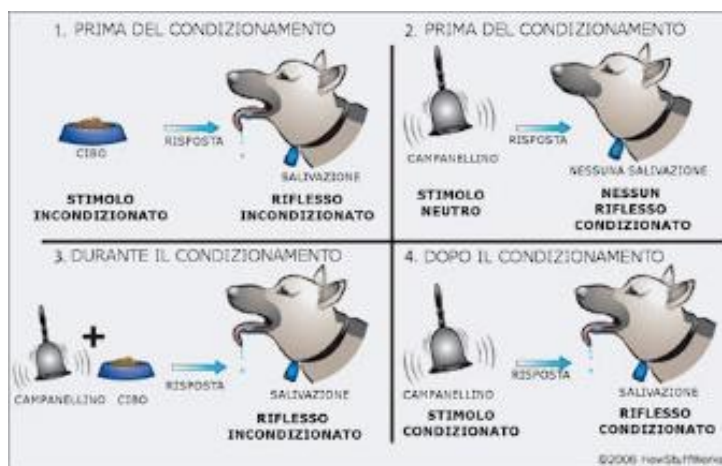 1. PRIMA DEL CONDIZIONAMENTO
CIBO
RISPOSTA
SALIVAZIONE
STIMOLO
INCONDIZIONATO
RIFLESSO
INCONDIZIONATO
2. PRIMA DEL CONDIZIONAMENTO
CAMPANELLINO
RISPOSTA
NESSUNA SALIVAZIONE
STIMOLO
NEUTRO
NESSUN
RIFLESSO
CONDIZIONATO
3. DURANTE IL CONDIZIONAMENTO
+
CAMPANELLINO
CIBO
RISPOSTA
SALIVAZIONE
RIFLESSO
INCONDIZIONATO
4. DOPO IL CONDIZIONAMENTO
CAMPANELLINO
RISPOSTA
SALIVAZIONE
STIMOLO
CONDIZIONATO
RIFLESSO
CONDIZIONATO
©2006 HowStuffWorks